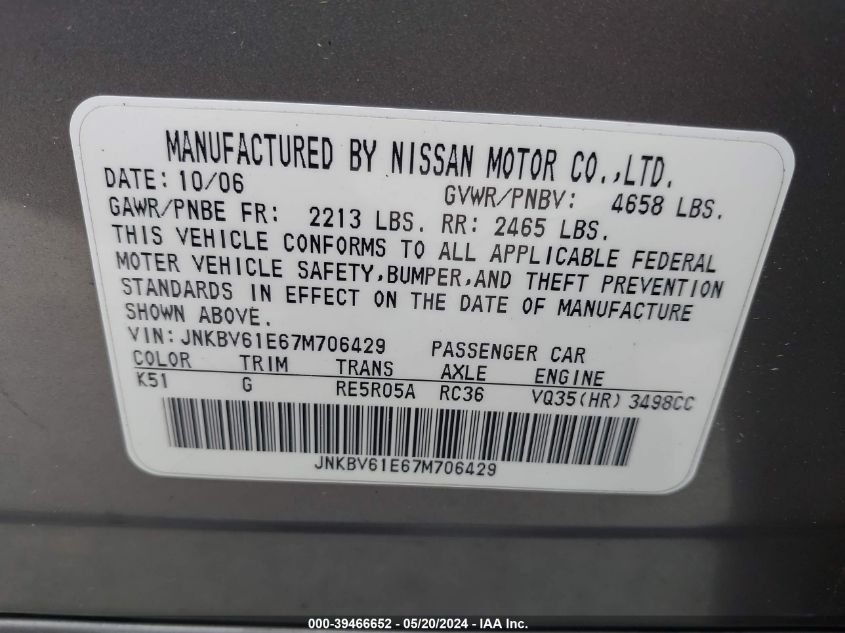 MANUFACTURED BY NISSAN MOTOR CO.,LTD.
DATE: 10/06 GVWR/PNBV: 4658 LBS.
GAWR/PNBE FR: 2213 LBS. RR: 2465 LBS.
THIS VEHICLE CONFORMS TO ALL APPLICABLE FEDERAL
MOTER VEHICLE SAFETY,BUMPER,AND THEFT PREVENTION
STANDARDS IN EFFECT ON THE DATE OF MANUFACTURE
SHOWN ABOVE.
VIN: JNKBV61E67M706429 PASSENGER CAR
COLOR TRIM TRANS AXLE ENGINE
K51 G RE5R05A RC36 VQ35(HR) 3498CC
JNKBV61E67M706429
000-39466652 — 05/20/2024 — IAA Inc.